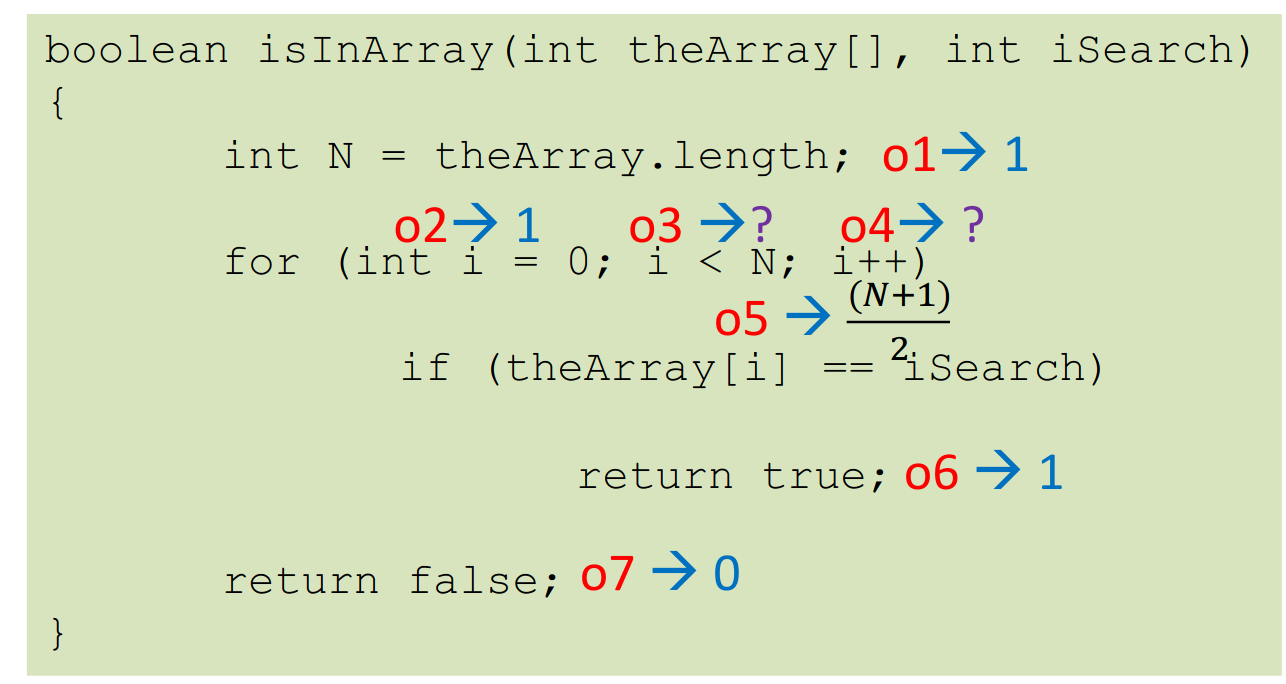 boolean isInArray(int theArray[], int iSearch)
{
int N = theArray.length; o1→ 1
o2→ 1 o3 →? o4→ ?
for (int i = 0; i < N; i++)
o5 → (N+1)/2
if (theArray[i] == iSearch)
return true; o6 → 1
return false; o7 → 0
}